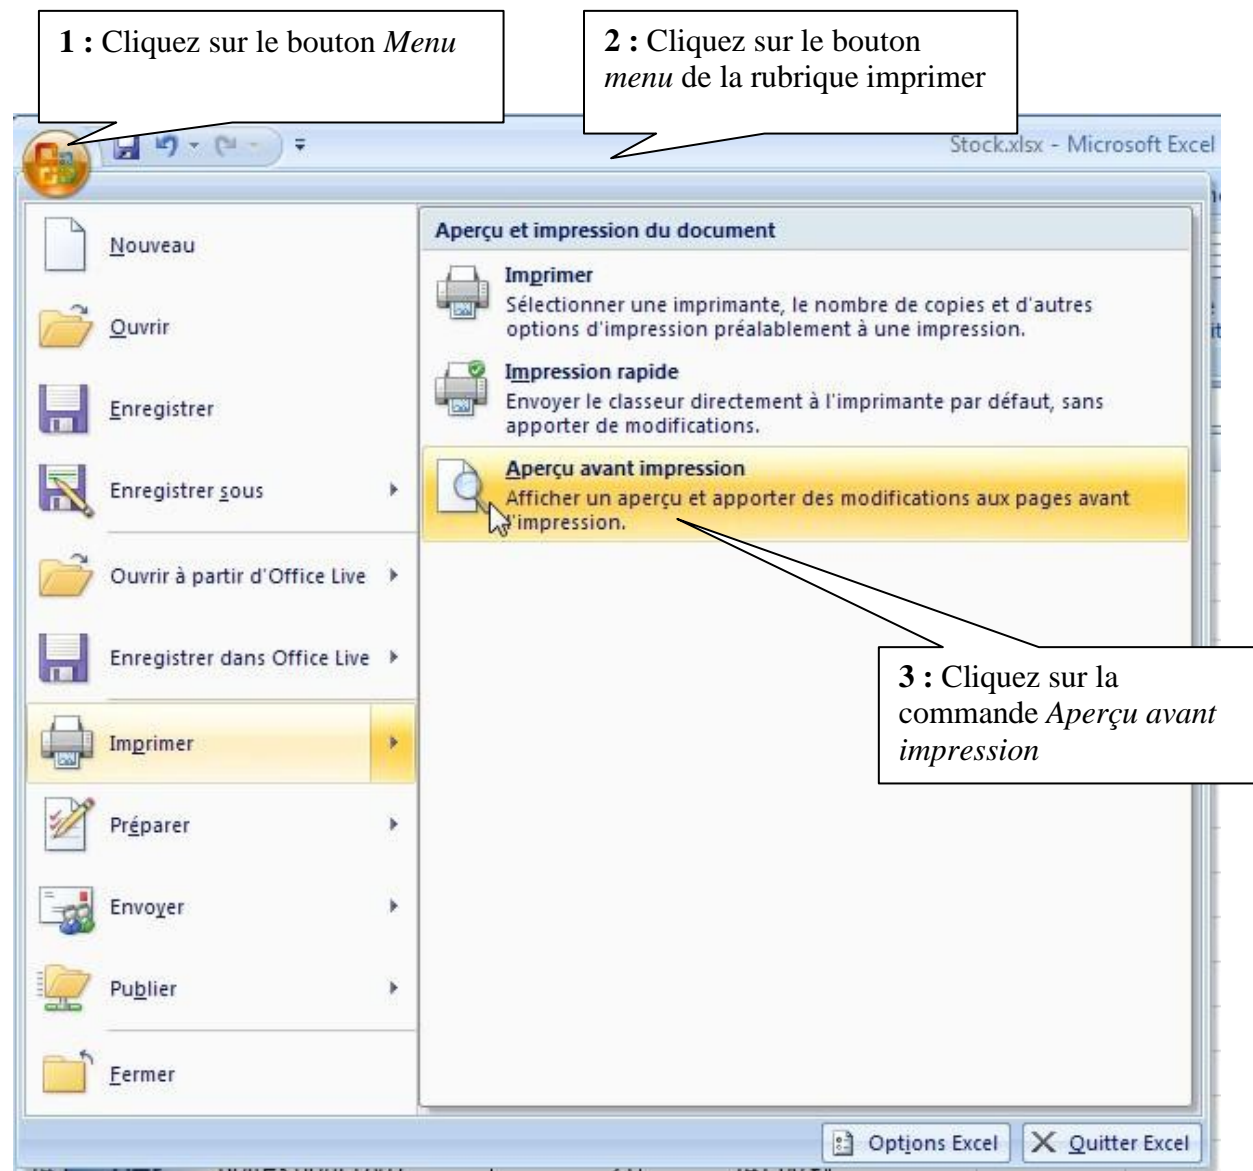 1 : Cliquez sur le bouton Menu
2 : Cliquez sur le bouton
menu de la rubrique imprimer
Stock.xlsx - Microsoft Excel
Nouveau
Ouvrir
Enregistrer
Enregistrer sous
Ouvrir à partir d'Office Live
Enregistrer dans Office Live
Imprimer
Préparer
Envoyer
Publier
Fermer
Aperçu et impression du document
Imprimer
Sélectionner une imprimante, le nombre de copies et d'autres
options d'impression préalablement à une impression.
Impression rapide
Envoyer le classeur directement à l'imprimante par défaut, sans
apporter de modifications.
Aperçu avant impression
Afficher un aperçu et apporter des modifications aux pages avant
l'impression.
3 : Cliquez sur la
commande Aperçu avant
impression
Options Excel
Quitter Excel